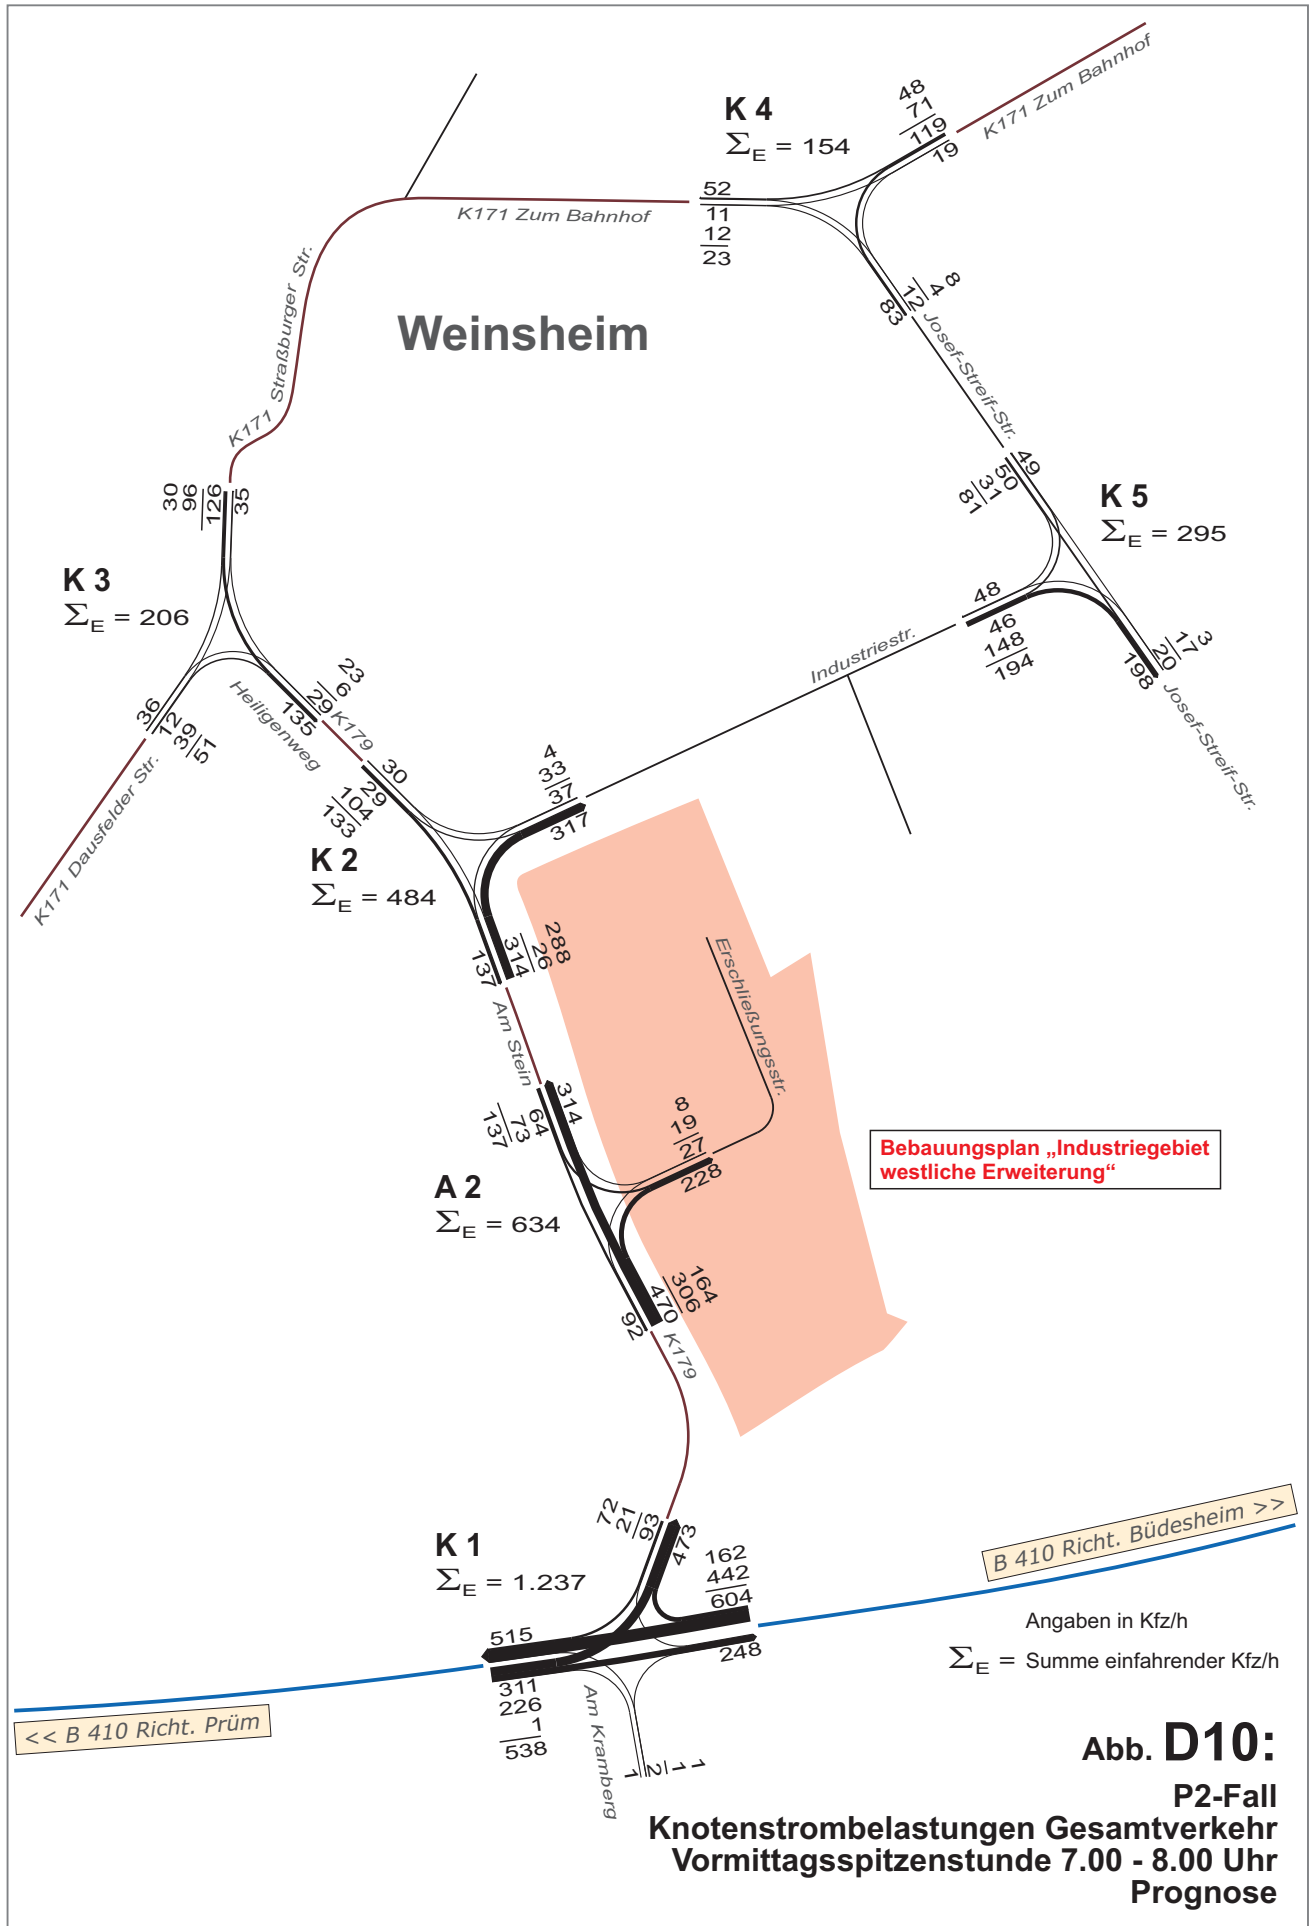 K 4
Σ_E = 154
48
71
119
19
K171 Zum Bahnhof
52
11
12
23
K171 Zum Bahnhof
8
4
12
83
Josef-Streif-Str.
Weinsheim
K171 Straßburger Str.
49
50
31
81
K 5
Σ_E = 295
48
46
148
194
3
17
20
198
Josef-Streif-Str.
Industriestr.
30
96
126
35
K 3
Σ_E = 206
36
12
39
51
K171 Dausfelder Str.
23
6
29
135
Heiligenweg
K179
30
29
104
133
K 2
Σ_E = 484
4
33
37
317
288
26
314
137
Am Stein
Erschließungsstr.
314
64
73
137
8
19
27
228
A 2
Σ_E = 634
164
306
470
92
K179
Bebauungsplan „Industriegebiet
westliche Erweiterung“
K 1
Σ_E = 1.237
72
21
93
473
162
442
604
515
248
311
226
1
538
Am Kramberg
1
2
1
1
B 410 Richt. Büdesheim >>
<< B 410 Richt. Prüm
Angaben in Kfz/h
Σ_E = Summe einfahrender Kfz/h
Abb. D10:
P2-Fall
Knotenstrombelastungen Gesamtverkehr
Vormittagsspitzenstunde 7.00 - 8.00 Uhr
Prognose